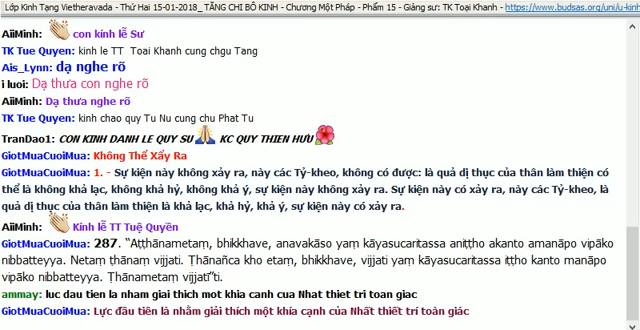 Lớp Kinh Tạng Vietheravada - Thứ Hai 15-01-2018_ TĂNG CHI BỘ KINH - Chương Một Pháp - Phẩm 15 - Giảng sư: TK Toại Khanh - https://www.budsas.org/uni/u-kinh
AiiMinh: con kính lễ Sư
TK Tue Quyen: kinh le TT Toai Khanh cung chgu Tang
Ais_Lynn: dạ nghe rõ
i luoi: Dạ thưa con nghe rõ
AiiMinh: Dạ thưa nghe rõ
TK Tue Quyen: kinh chao quy Tu Nu cung chu Phat Tu
TranDao1: CON KINH DANH LE QUY SU KC QUY THIEN HUU
GiotMuaCuoiMua: Không Thể Xẩy Ra
GiotMuaCuoiMua: 1. - Sự kiện này không xảy ra, này các Tỷ-kheo, không có được: là quả dị thục của thân làm thiện có
thể là không khả lạc, không khả hỷ, không khả ý, sự kiện này không xảy ra. Sự kiện này có xảy ra, này các Tỷ-kheo, là
quả dị thục của thân làm thiện là khả lạc, khả hỷ, khả ý, sự kiện này có xảy ra.
AiiMinh: Kính lễ TT Tuệ Quyền
GiotMuaCuoiMua: 287. “Aṭṭhānametaṃ, bhikkhave, anavakāso yaṃ kāyasucaritassa aniṭṭho akanto amanāpo vipāko
nibbatteyya. Netaṃ ṭhānaṃ vijjati. Ṭhānañca kho etaṃ, bhikkhave, vijjati yaṃ kāyasucaritassa iṭṭho kanto manāpo
vipāko nibbatteyya. Ṭhānametaṃ vijjatī”ti.
ammay: luc dau tien la nham giai thich mot khia canh cua Nhat thiet tri toan giac
GiotMuaCuoiMua: Lực đầu tiên là nhằm giải thích một khía cạnh của Nhất thiết trí toàn giác